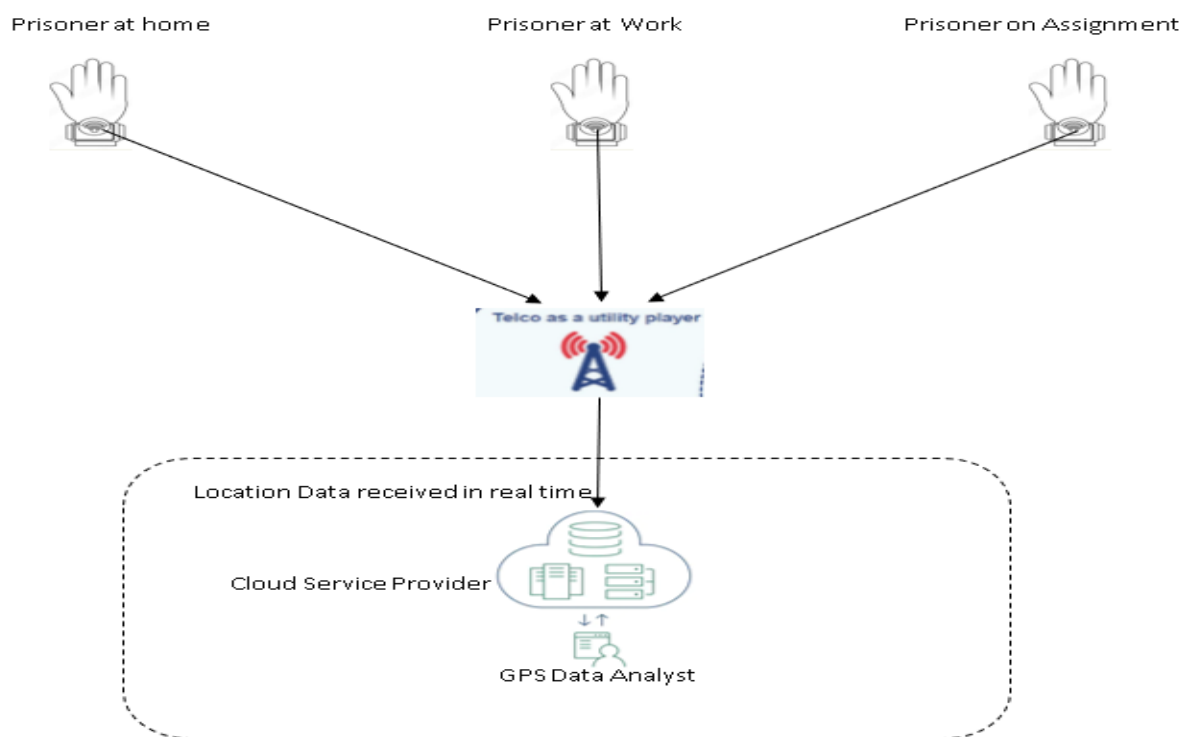 Prisoner at home
Prisoner at Work
Prisoner on Assignment
Telco as a utility player
Location Data received in real time
Cloud Service Provider
GPS Data Analyst